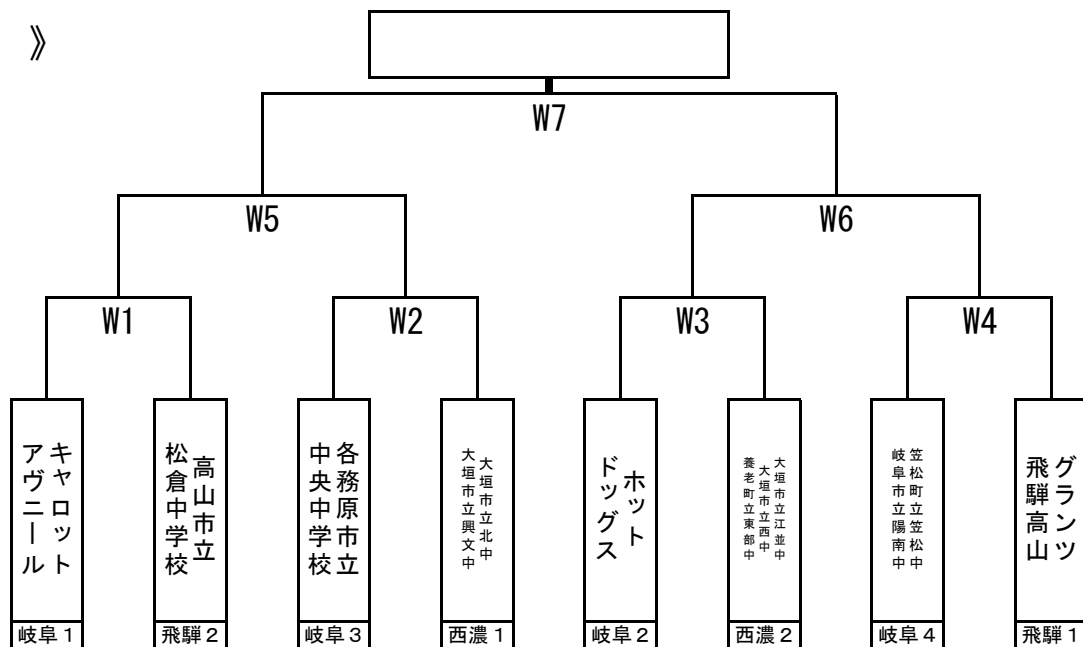 》
W7
W5
W6
W1
W2
W3
W4
キャロット
アヴニール
高山市立
松倉中学校
各務原市立
中央中学校
大垣市立北中
大垣市立興文中
ホット
ドッグス
大垣市立江並中
大垣市立西中
養老町立東部中
笠松町立笠松中
岐阜市立陽南中
グランツ
飛騨高山
岐阜1
飛騨2
岐阜3
西濃1
岐阜2
西濃2
岐阜4
飛騨1